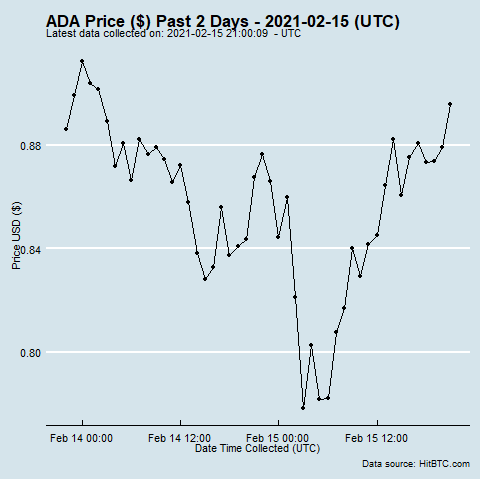 ADA Price ($) Past 2 Days - 2021-02-15 (UTC)
Latest data collected on: 2021-02-15 21:00:09 - UTC
Price USD ($)
0.88
0.84
0.80
Feb 14 00:00
Feb 14 12:00
Feb 15 00:00
Feb 15 12:00
Date Time Collected (UTC)
Data source: HitBTC.com